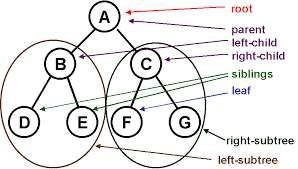 A
root
parent
B
left-child
C
right-child
siblings
D
E
F
leaf
G
right-subtree
left-subtree